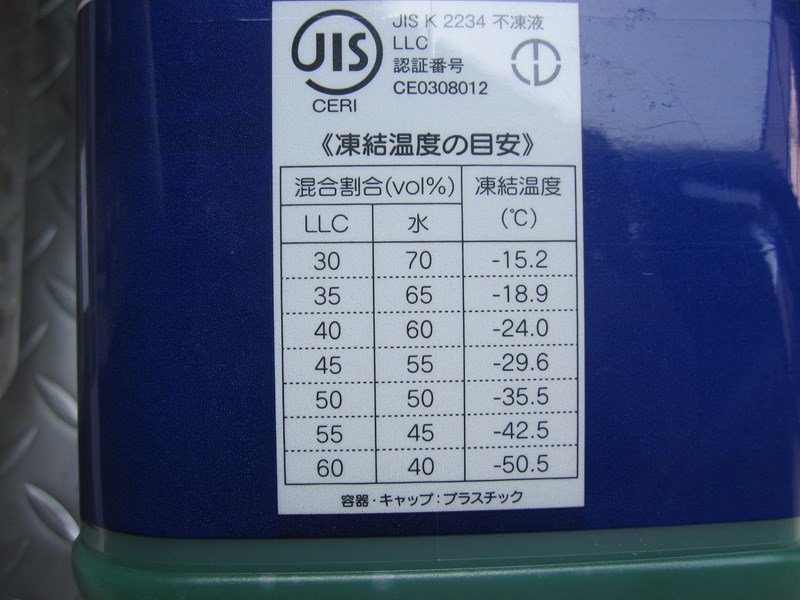 JIS
CERI
JIS K 2234 不凍液
LLC
認証番号
CE0308012
《凍結温度の目安》
混合割合(vol%) 凍結温度
LLC 水 (℃)
30 70 -15.2
35 65 -18.9
40 60 -24.0
45 55 -29.6
50 50 -35.5
55 45 -42.5
60 40 -50.5
容器・キャップ：プラスチック